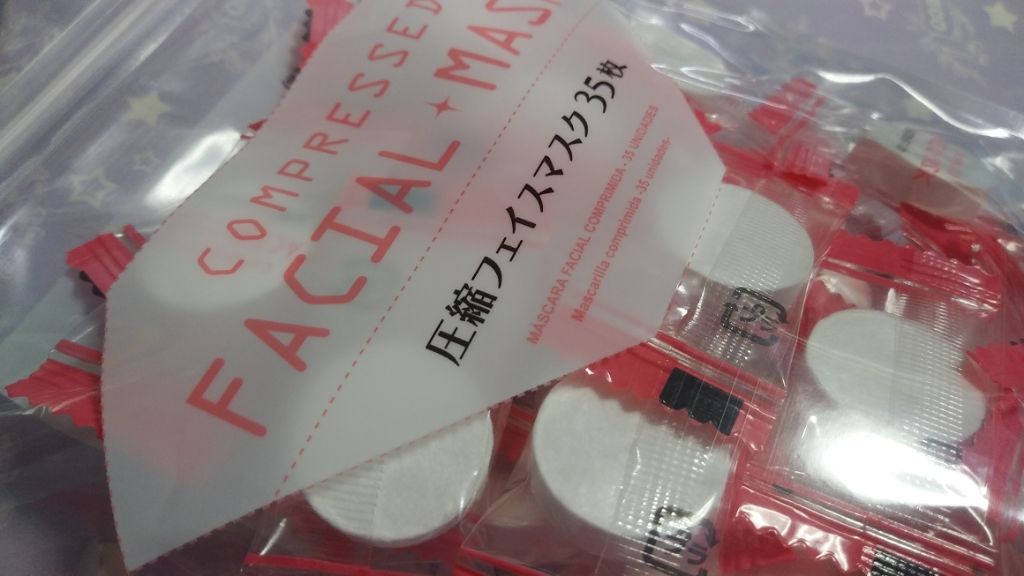 COMPRESSED
FACIAL MAS
圧縮フェイスマスク 35枚
MASCARA FACIAL COMPRIMIDA - 35 UNIDADES
Mascarilla comprimida - 35 unidades-